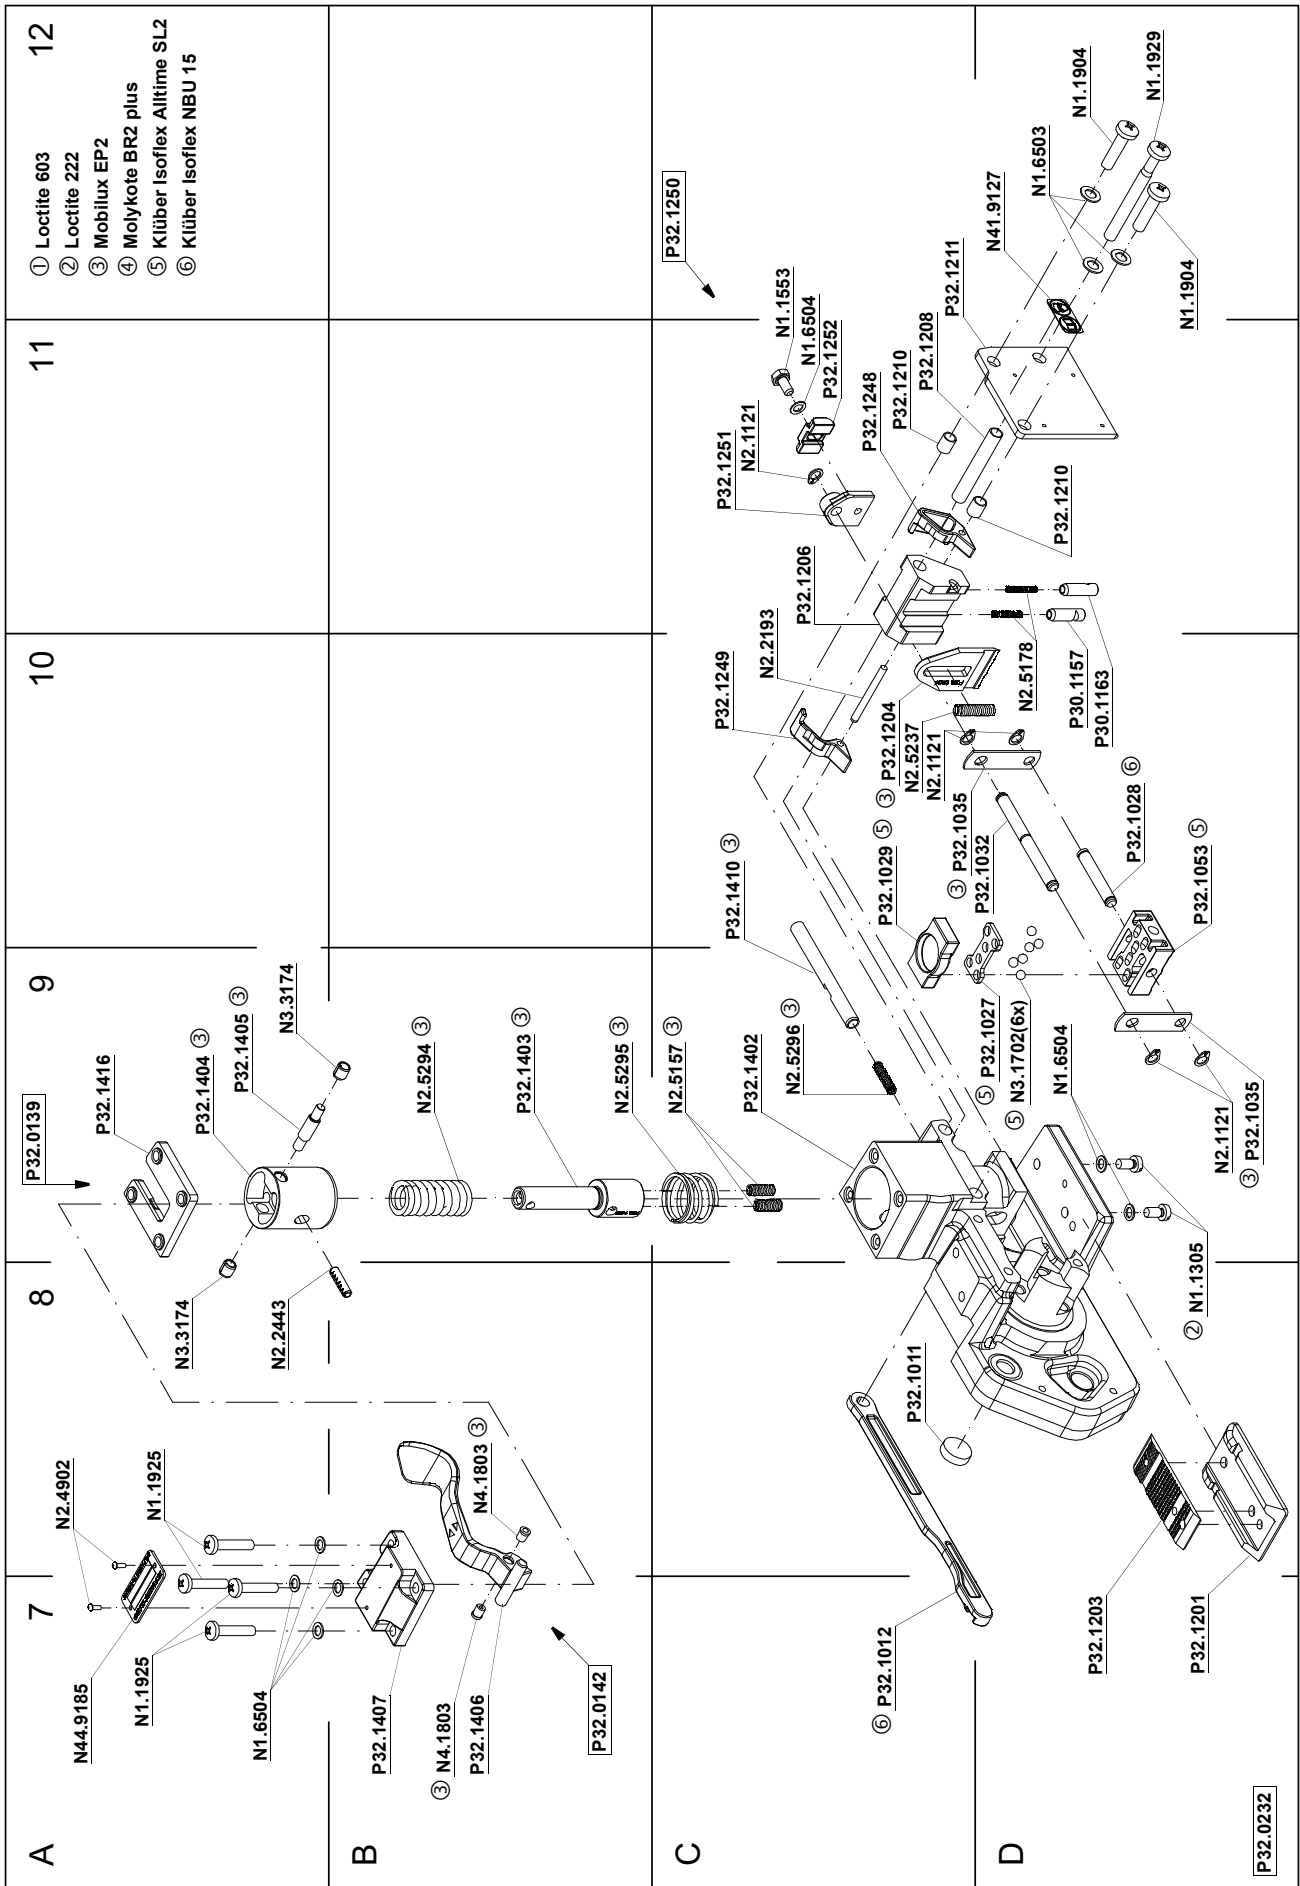 7
8
9
10
11
12
A
B
C
D
① Loctite 603
② Loctite 222
③ Mobilux EP2
④ Molykote BR2 plus
⑤ Klüber Isoflex Alltime SL2
⑥ Klüber Isoflex NBU 15
N44.9185
N2.4902
N1.1925
N1.1925
N1.6504
P32.1407
③ N4.1803
P32.1406
N4.1803 ③
P32.0142
P32.0139
P32.1416
P32.1404 ③
P32.1405 ③
N3.3174
N3.3174
N2.2443
N2.5294 ③
P32.1403 ③
N2.5295 ③
N2.5157 ③
P32.1402
N2.5296 ③
P32.1410 ③
P32.1249
N2.2193
P32.1206
P32.1251
N2.1121
N1.1553
N1.6504
P32.1252
P32.1248
P32.1210
P32.1208
P32.1211
N41.9127
N1.6503
N1.1904
N1.1929
N1.1904
P32.1250
P32.1210
N2.5178
P30.1157
P30.1163
③ P32.1204
N2.5237
N2.1121
③ P32.1035
P32.1032
P32.1029 ⑤
P32.1028 ⑥
P32.1053 ⑤
⑤ P32.1027
⑤ N3.1702(6x)
N1.6504
N2.1121
③ P32.1035
② N1.1305
P32.1011
⑥ P32.1012
P32.1203
P32.1201
P32.0232